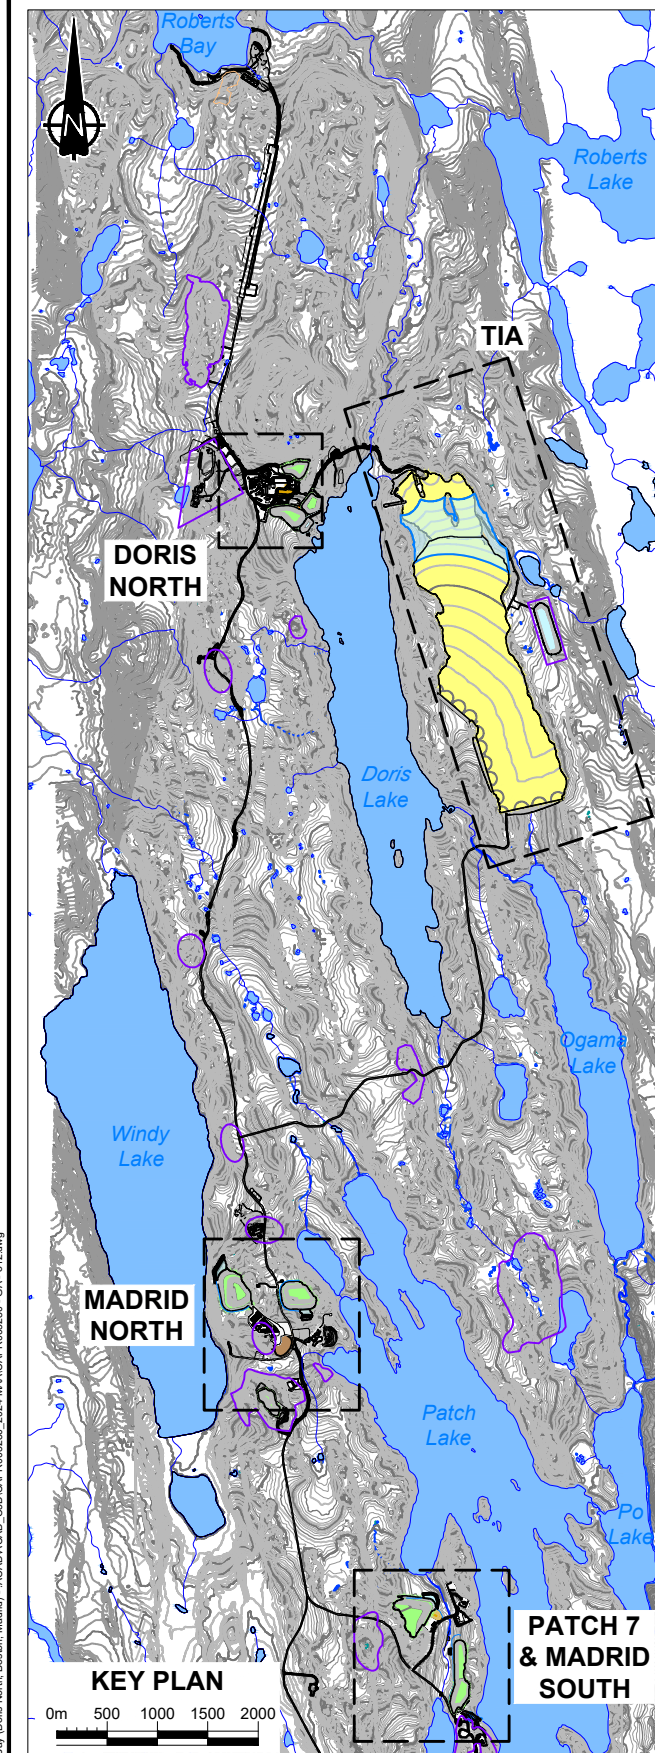 Roberts
Bay
N
Roberts
Lake
TIA
DORIS
NORTH
Doris
Lake
Ogama
Lake
Windy
Lake
MADRID
NORTH
Patch
Lake
Po
Lake
PATCH 7
& MADRID
SOUTH
KEY PLAN
0m 500 1000 1500 2000